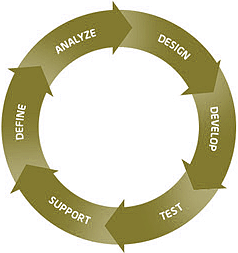 DEFINE
ANALYZE
DESIGN
DEVELOP
TEST
SUPPORT